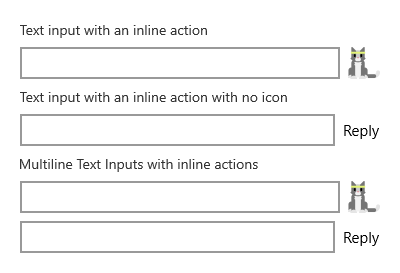 Text input with an inline action
Text input with an inline action with no icon
Reply
Multiline Text Inputs with inline actions
Reply